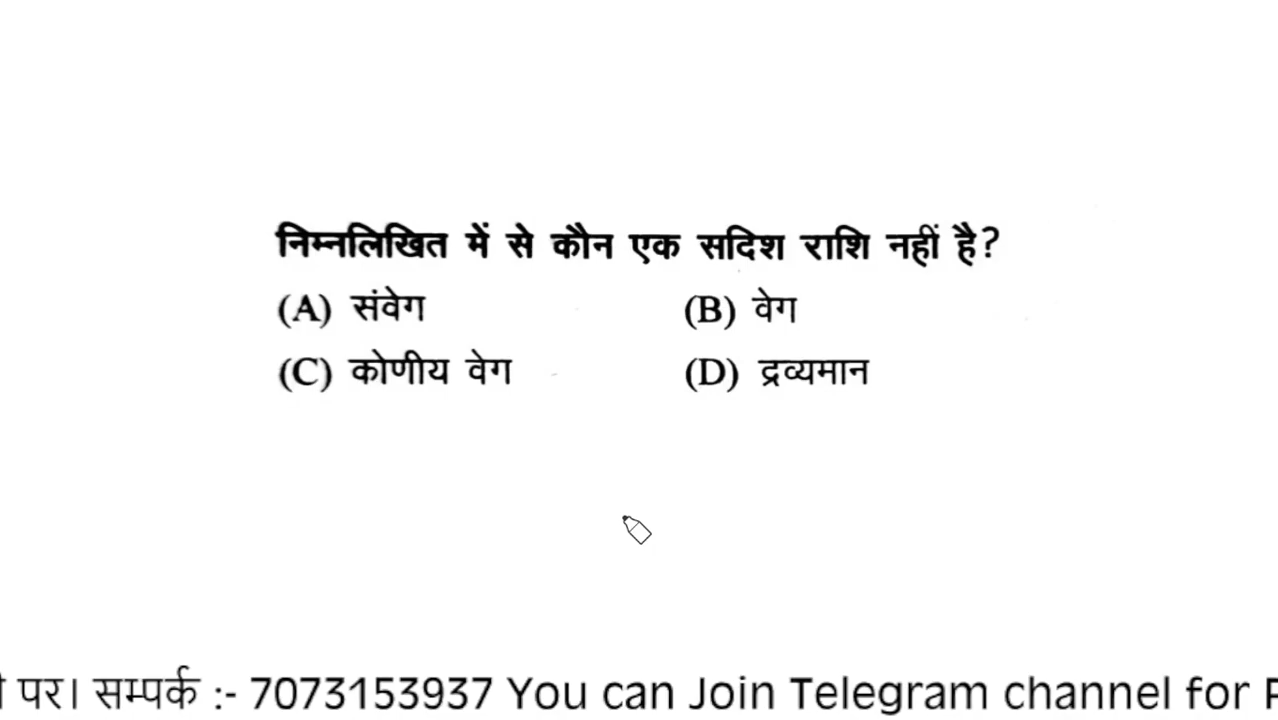 निम्नलिखित में से कौन एक सदिश राशि नहीं है?
(A) संवेग (B) वेग
(C) कोणीय वेग (D) द्रव्यमान
पर। सम्पर्क :- 7073153937 You can Join Telegram channel for